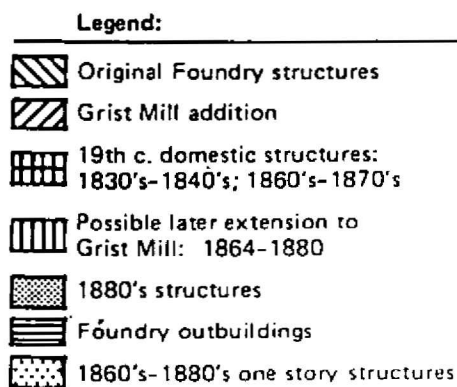 Legend:
Original Foundry structures
Grist Mill addition
19th c. domestic structures:
1830's-1840's; 1860's-1870's
Possible later extension to
Grist Mill: 1864-1880
1880's structures
Foundry outbuildings
1860's-1880's one story structures